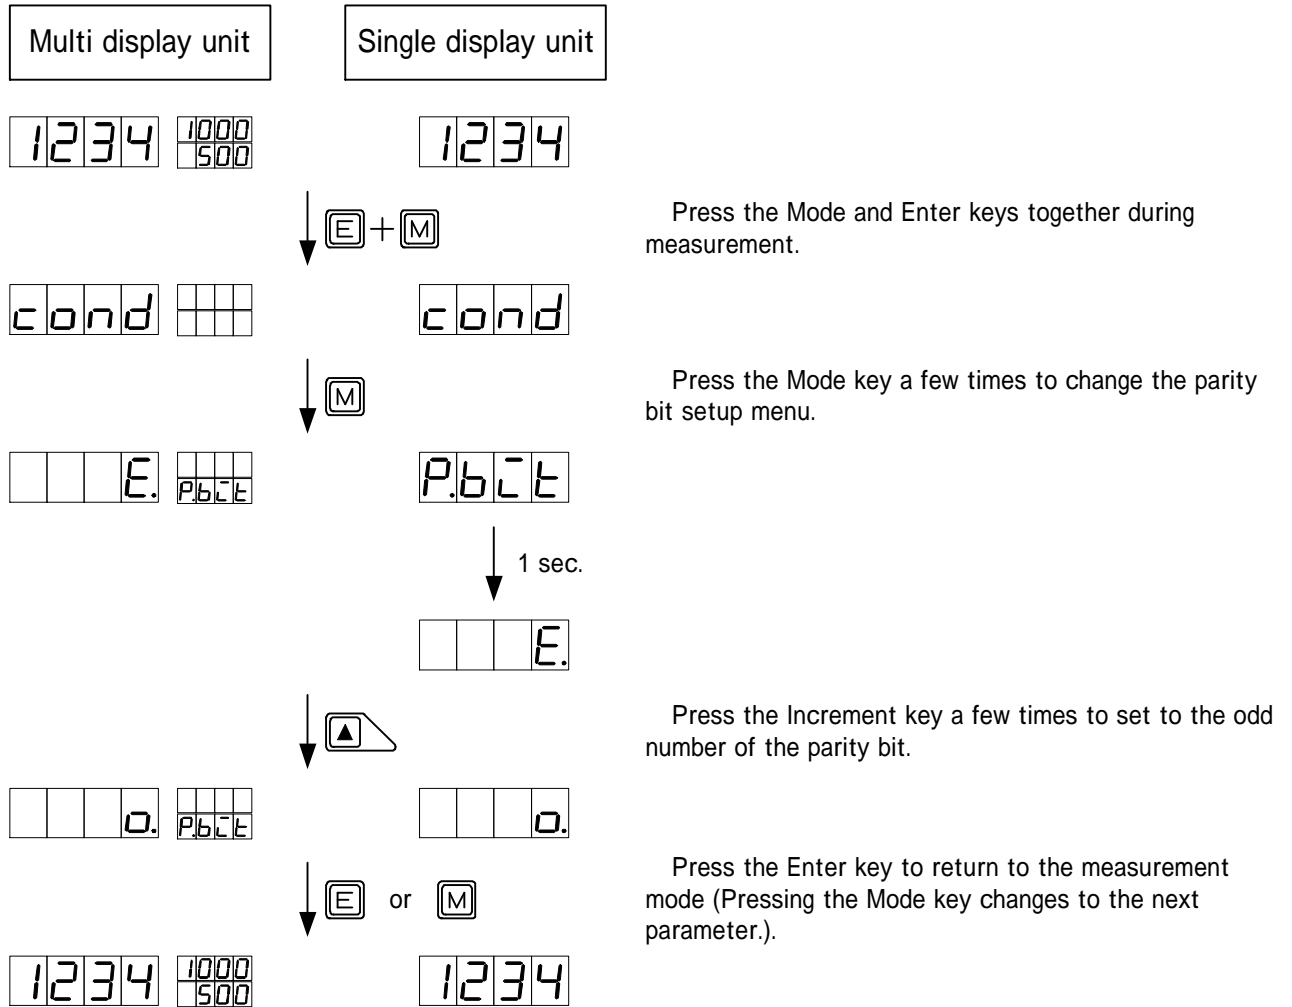 Multi display unit Single display unit
1234 1000 1234
500
E + M Press the Mode and Enter keys together during
measurement.
cond cond
M Press the Mode key a few times to change the parity
bit setup menu.
E. P.bit P.bit
1 sec.
E.
▲ Press the Increment key a few times to set to the odd
number of the parity bit.
o. P.bit o.
Press the Enter key to return to the measurement
E or M mode (Pressing the Mode key changes to the next
parameter.).
1234 1000 1234
500